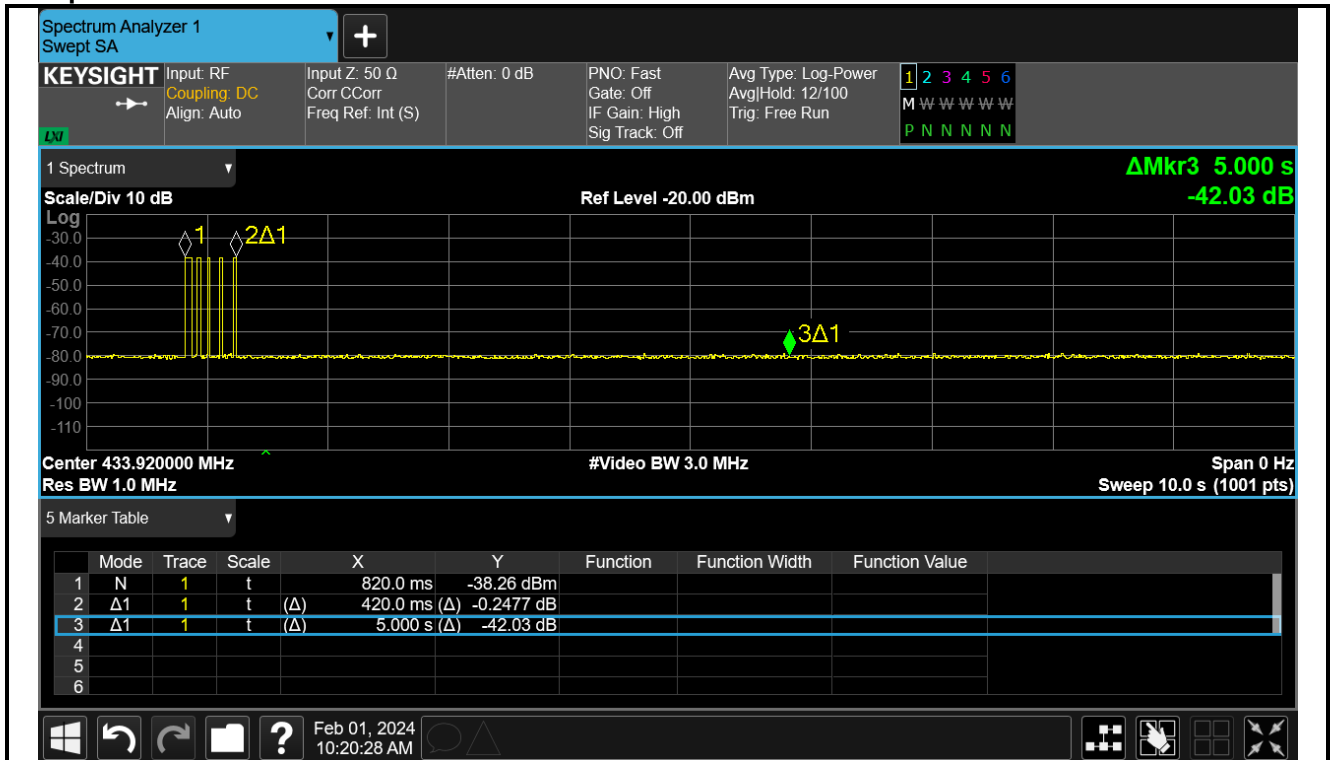 Spectrum Analyzer 1
Swept SA
+
KEYSIGHT
LXI
Input: RF
Coupling: DC
Align: Auto
Input Z: 50 Ω
Corr CCorr
Freq Ref: Int (S)
#Atten: 0 dB
PNO: Fast
Gate: Off
IF Gain: High
Sig Track: Off
Avg Type: Log-Power
Avg|Hold: 12/100
Trig: Free Run
1 2 3 4 5 6
M W W W W W
P N N N N N
1 Spectrum
ΔMkr3 5.000 s
-42.03 dB
Scale/Div 10 dB
Ref Level -20.00 dBm
Log
-30.0
-40.0
-50.0
-60.0
-70.0
-80.0
-90.0
-100
-110
1
2Δ1
3Δ1
Center 433.920000 MHz
#Video BW 3.0 MHz
Span 0 Hz
Res BW 1.0 MHz
Sweep 10.0 s (1001 pts)
5 Marker Table
Mode Trace Scale X Y Function Function Width Function Value
1 N 1 t 820.0 ms -38.26 dBm
2 Δ1 1 t (Δ) 420.0 ms (Δ) -0.2477 dB
3 Δ1 1 t (Δ) 5.000 s (Δ) -42.03 dB
4
5
6
?
Feb 01, 2024
10:20:28 AM